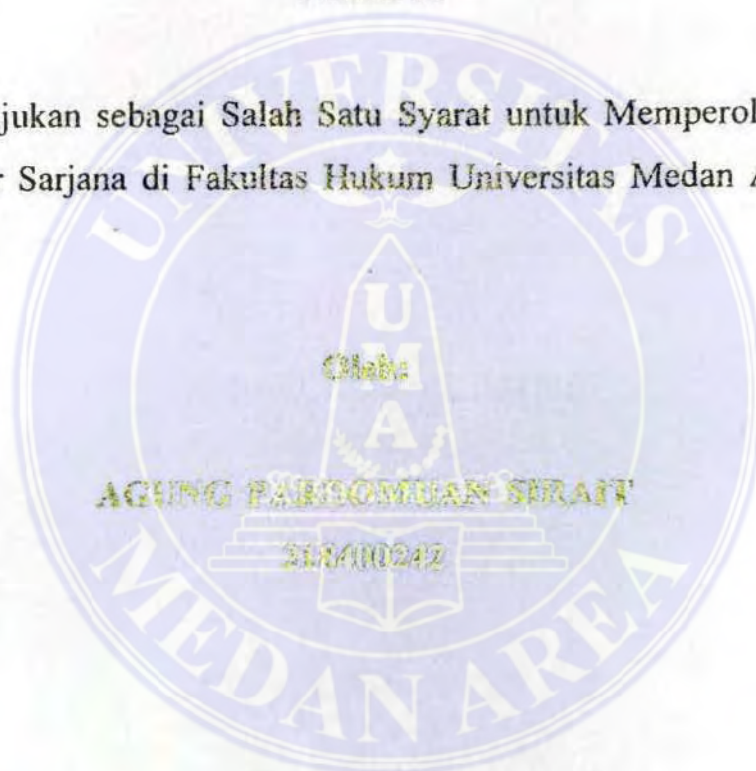 jukan sebagai Salah Satu Syarat untuk Memperol
r Sarjana di Fakultas Hukum Universitas Medan A
UNIVERSITAS
UMA
Oleh:
AGUNG PARDOMUAN SIRAIT
MEDAN AREA